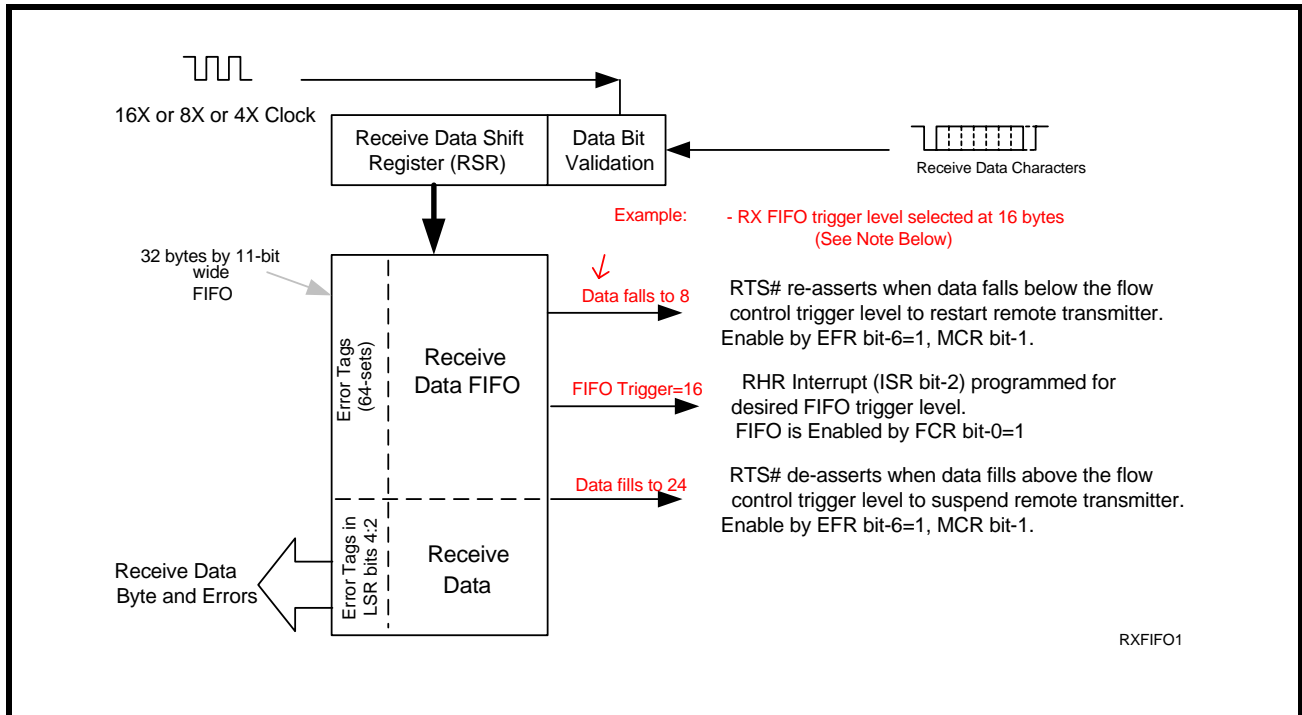 16X or 8X or 4X Clock
Receive Data Shift
Register (RSR)
Data Bit
Validation
Receive Data Characters
Example:
- RX FIFO trigger level selected at 16 bytes
(See Note Below)
32 bytes by 11-bit
wide
FIFO
Error Tags
(64-sets)
Receive
Data FIFO
Data falls to 8
RTS# re-asserts when data falls below the flow
control trigger level to restart remote transmitter.
Enable by EFR bit-6=1, MCR bit-1.
FIFO Trigger=16
RHR Interrupt (ISR bit-2) programmed for
desired FIFO trigger level.
FIFO is Enabled by FCR bit-0=1
Data fills to 24
RTS# de-asserts when data fills above the flow
control trigger level to suspend remote transmitter.
Enable by EFR bit-6=1, MCR bit-1.
Error Tags in
LSR bits 4:2
Receive
Data
Receive Data
Byte and Errors
RXFIFO1